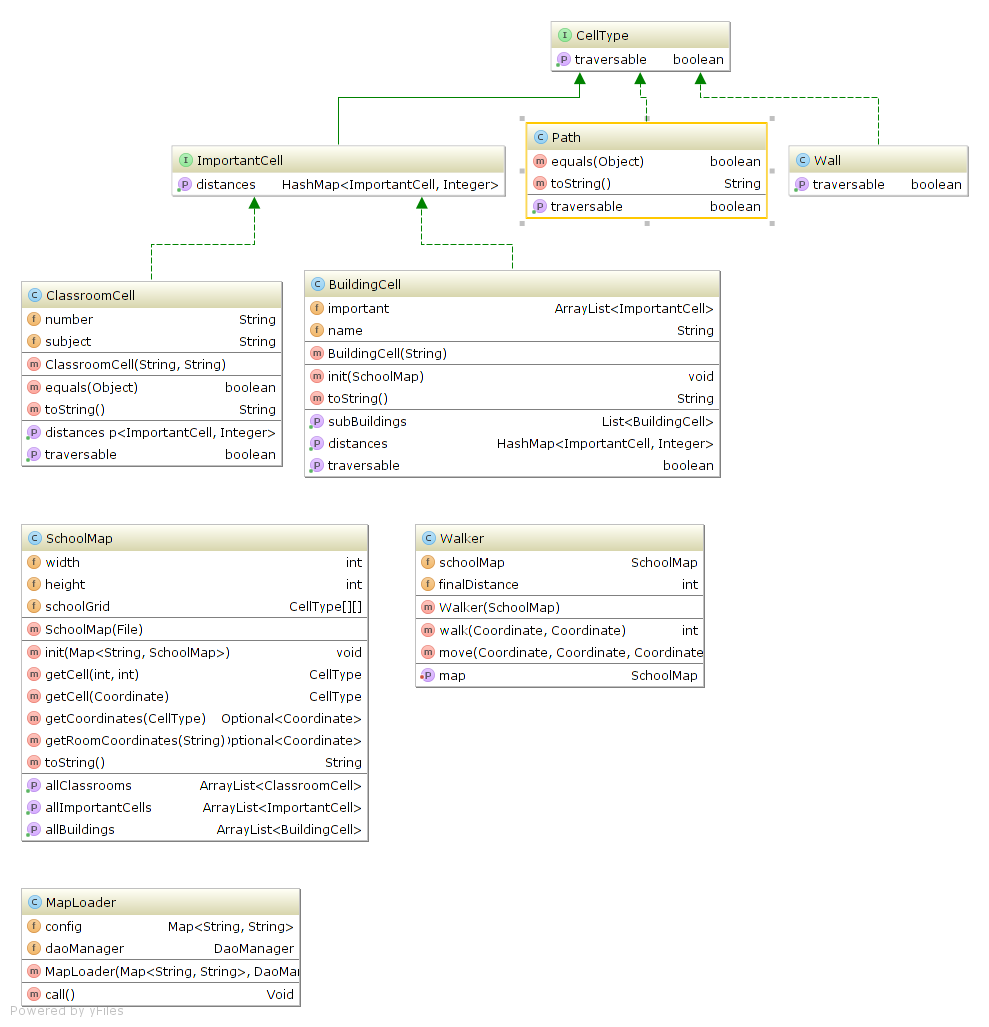 I CellType
P traversable boolean
I ImportantCell
P distances HashMap<ImportantCell, Integer>
C Path
m equals(Object) boolean
m toString() String
P traversable boolean
C Wall
P traversable boolean
C ClassroomCell
f number String
f subject String
m ClassroomCell(String, String)
m equals(Object) boolean
m toString() String
P distances p<ImportantCell, Integer>
P traversable boolean
C BuildingCell
f important ArrayList<ImportantCell>
f name String
m BuildingCell(String)
m init(SchoolMap) void
m toString() String
P subBuildings List<BuildingCell>
P distances HashMap<ImportantCell, Integer>
P traversable boolean
C SchoolMap
f width int
f height int
f schoolGrid CellType[][]
m SchoolMap(File)
m init(Map<String, SchoolMap>) void
m getCell(int, int) CellType
m getCell(Coordinate) CellType
m getCoordinates(CellType) Optional<Coordinate>
m getRoomCoordinates(String) ptional<Coordinate>
m toString() String
P allClassrooms ArrayList<ClassroomCell>
P allImportantCells ArrayList<ImportantCell>
P allBuildings ArrayList<BuildingCell>
C Walker
f schoolMap SchoolMap
f finalDistance int
m Walker(SchoolMap)
m walk(Coordinate, Coordinate) int
m move(Coordinate, Coordinate, Coordinate
P map SchoolMap
C MapLoader
f config Map<String, String>
f daoManager DaoManager
m MapLoader(Map<String, String>, DaoMan
m call() Void
Powered by yFiles